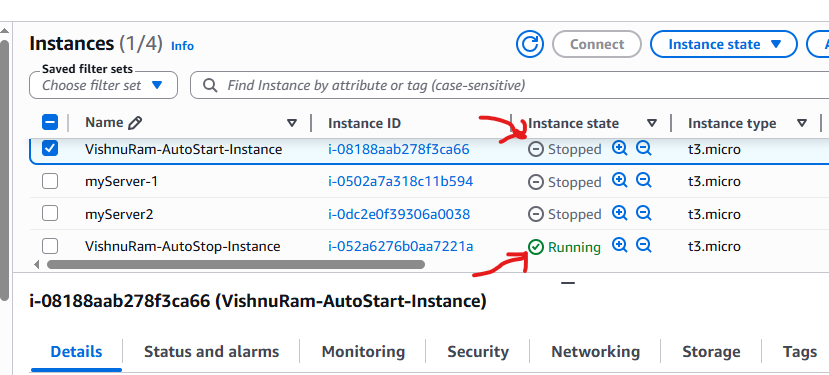 Instances (1/4) Info Connect Instance state
Saved filter sets
Choose filter set Find Instance by attribute or tag (case-sensitive)
Name Instance ID Instance state Instance type
VishnuRam-AutoStart-Instance i-08188aab278f3ca66 Stopped t3.micro
myServer-1 i-0502a7a318c11b594 Stopped t3.micro
myServer2 i-0dc2e0f39306a0038 Stopped t3.micro
VishnuRam-AutoStop-Instance i-052a6276b0aa7221a Running t3.micro
i-08188aab278f3ca66 (VishnuRam-AutoStart-Instance)
Details Status and alarms Monitoring Security Networking Storage Tags